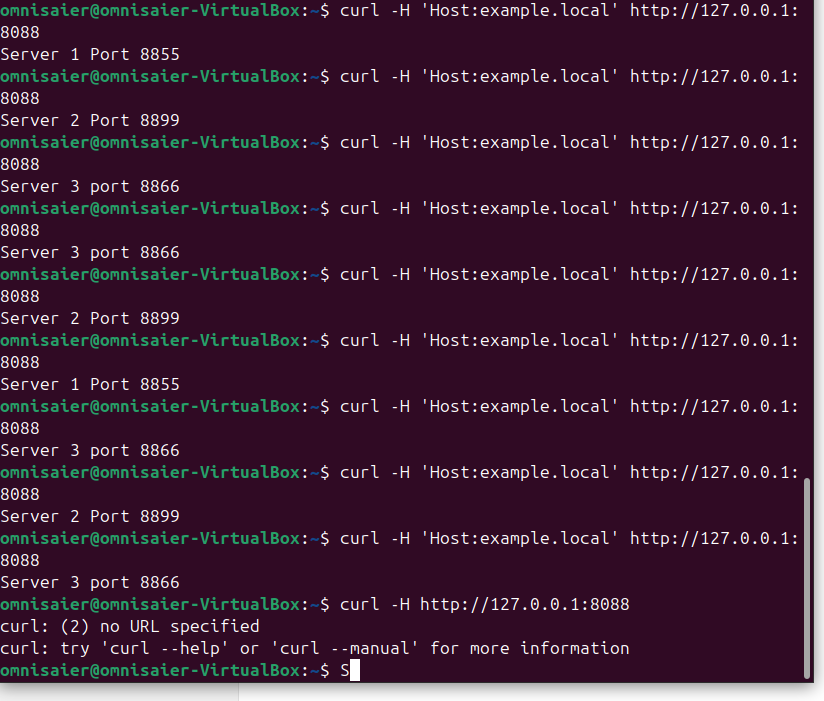 omnisaier@omnisaier-VirtualBox:~$ curl -H 'Host:example.local' http://127.0.0.1:
8088
Server 1 Port 8855
omnisaier@omnisaier-VirtualBox:~$ curl -H 'Host:example.local' http://127.0.0.1:
8088
Server 2 Port 8899
omnisaier@omnisaier-VirtualBox:~$ curl -H 'Host:example.local' http://127.0.0.1:
8088
Server 3 port 8866
omnisaier@omnisaier-VirtualBox:~$ curl -H 'Host:example.local' http://127.0.0.1:
8088
Server 3 port 8866
omnisaier@omnisaier-VirtualBox:~$ curl -H 'Host:example.local' http://127.0.0.1:
8088
Server 2 Port 8899
omnisaier@omnisaier-VirtualBox:~$ curl -H 'Host:example.local' http://127.0.0.1:
8088
Server 1 Port 8855
omnisaier@omnisaier-VirtualBox:~$ curl -H 'Host:example.local' http://127.0.0.1:
8088
Server 3 port 8866
omnisaier@omnisaier-VirtualBox:~$ curl -H 'Host:example.local' http://127.0.0.1:
8088
Server 2 Port 8899
omnisaier@omnisaier-VirtualBox:~$ curl -H 'Host:example.local' http://127.0.0.1:
8088
Server 3 port 8866
omnisaier@omnisaier-VirtualBox:~$ curl -H http://127.0.0.1:8088
curl: (2) no URL specified
curl: try 'curl --help' or 'curl --manual' for more information
omnisaier@omnisaier-VirtualBox:~$ S